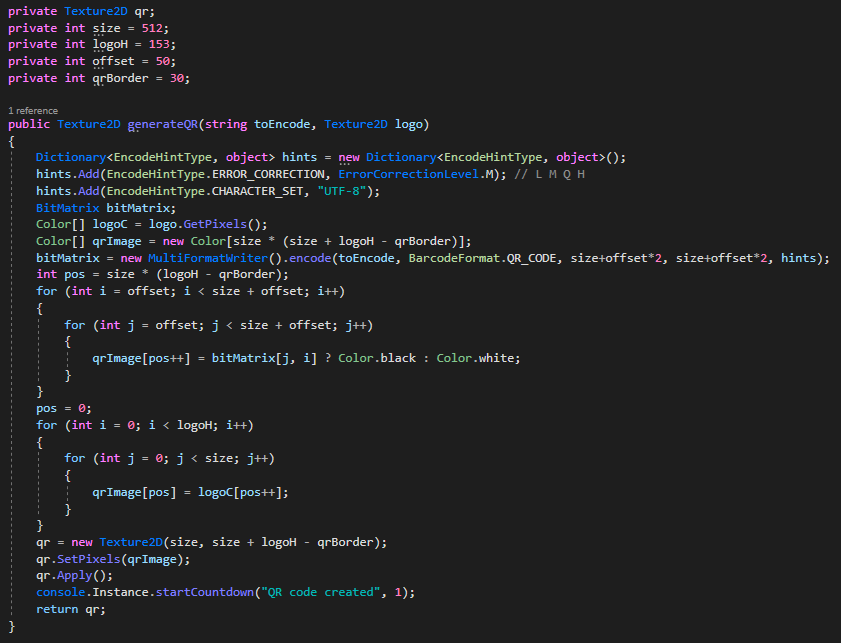 private Texture2D qr;
private int size = 512;
private int logoH = 153;
private int offset = 50;
private int qrBorder = 30;
1 reference
public Texture2D generateQR(string toEncode, Texture2D logo)
{
    Dictionary<EncodeHintType, object> hints = new Dictionary<EncodeHintType, object>();
    hints.Add(EncodeHintType.ERROR_CORRECTION, ErrorCorrectionLevel.M); // L M Q H
    hints.Add(EncodeHintType.CHARACTER_SET, "UTF-8");
    BitMatrix bitMatrix;
    Color[] logoC = logo.GetPixels();
    Color[] qrImage = new Color[size * (size + logoH - qrBorder)];
    bitMatrix = new MultiFormatWriter().encode(toEncode, BarcodeFormat.QR_CODE, size+offset*2, size+offset*2, hints);
    int pos = size * (logoH - qrBorder);
    for (int i = offset; i < size + offset; i++)
    {
        for (int j = offset; j < size + offset; j++)
        {
            qrImage[pos++] = bitMatrix[j, i] ? Color.black : Color.white;
        }
    }
    pos = 0;
    for (int i = 0; i < logoH; i++)
    {
        for (int j = 0; j < size; j++)
        {
            qrImage[pos] = logoC[pos++];
        }
    }
    qr = new Texture2D(size, size + logoH - qrBorder);
    qr.SetPixels(qrImage);
    qr.Apply();
    console.Instance.startCountdown("QR code created", 1);
    return qr;
}